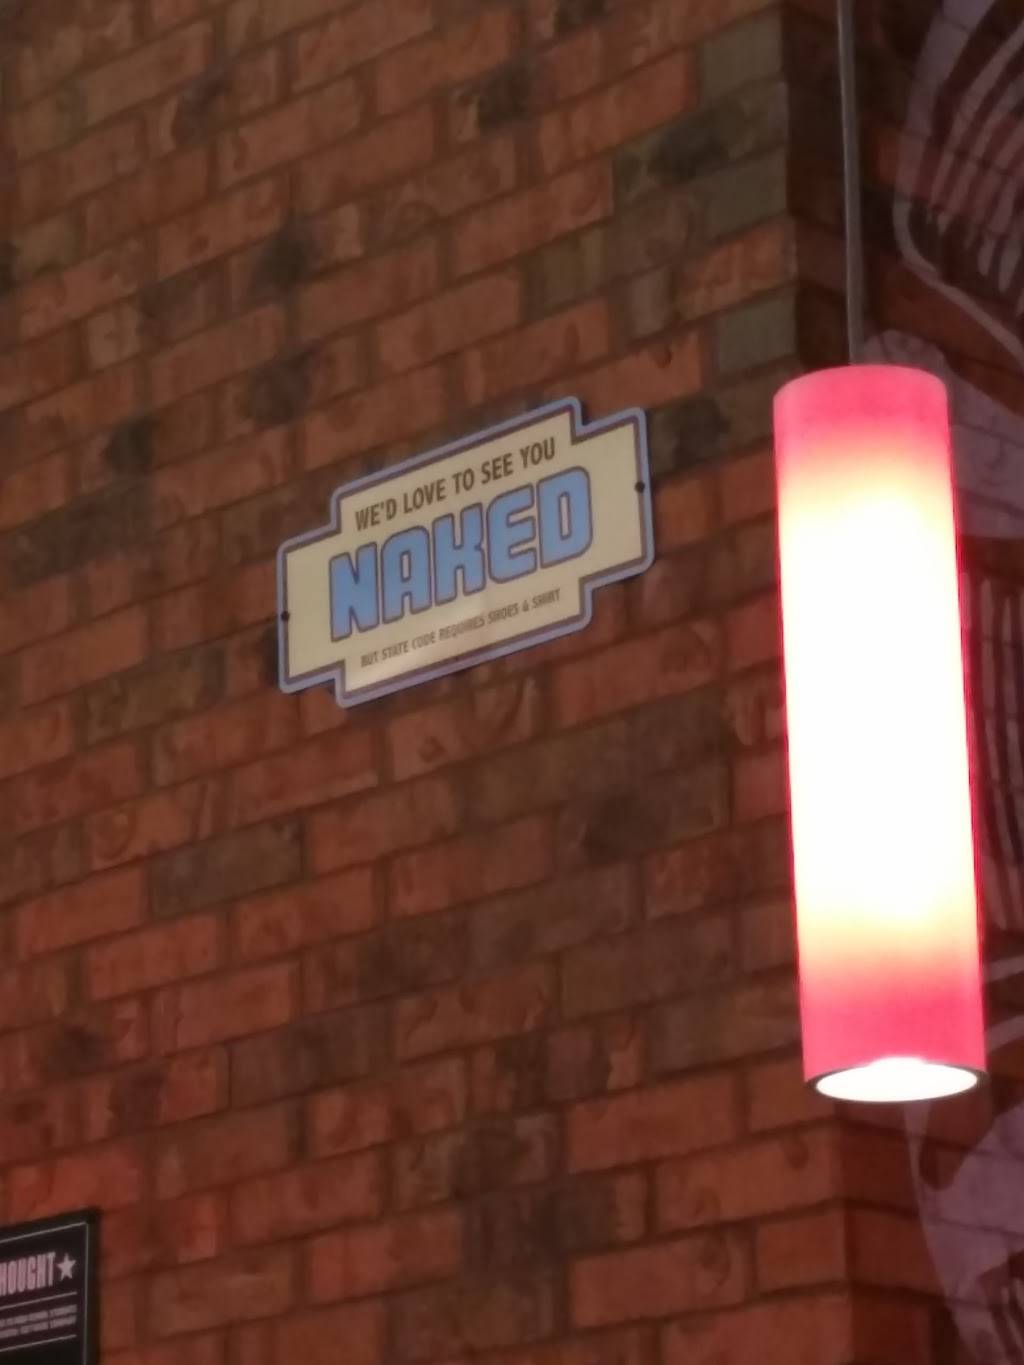 WE'D LOVE TO SEE YOU
NAKED
BUT STATE CODE REQUIRES SHOES & SHIRT
HOUGHT